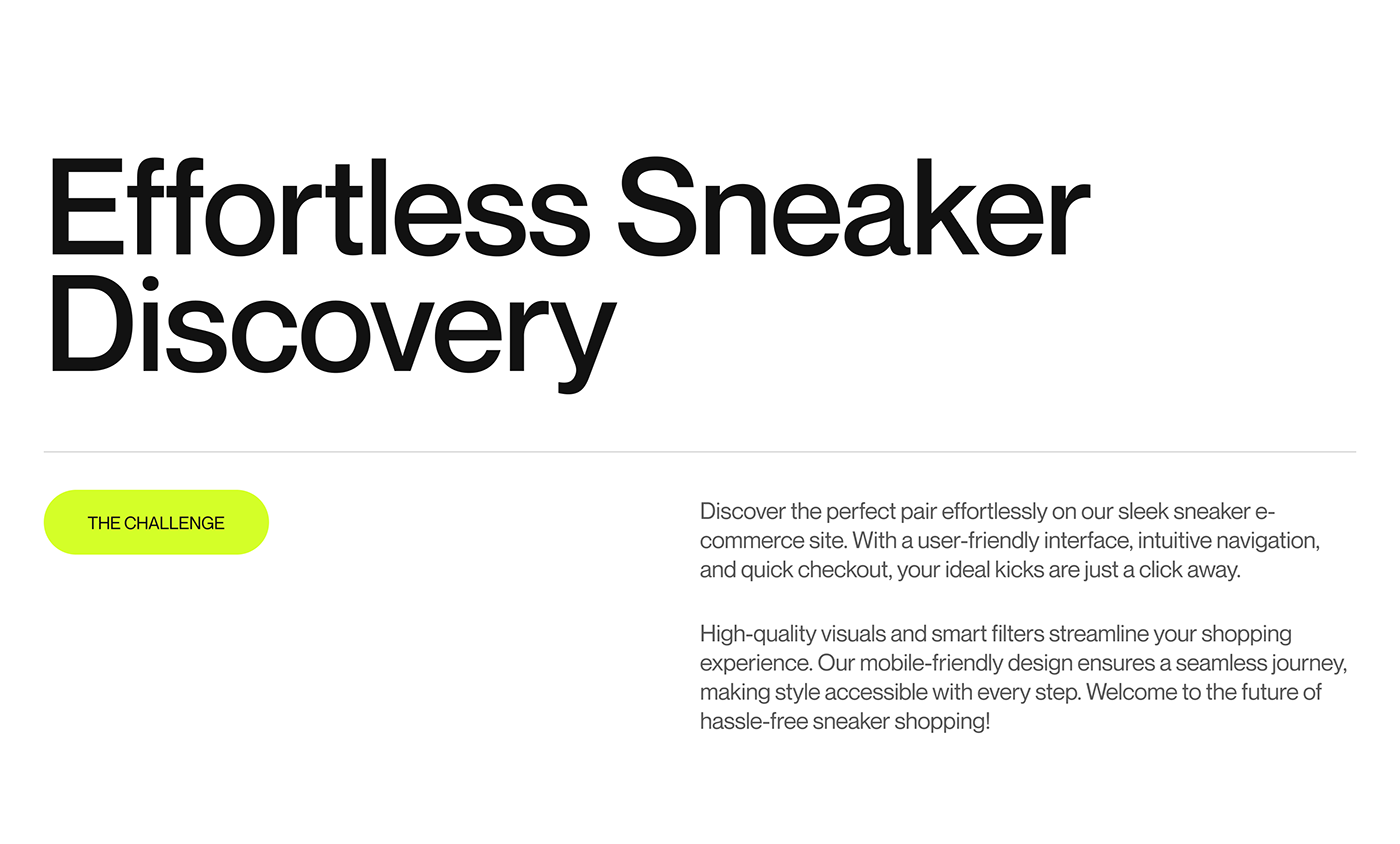 Effortless Sneaker
Discovery
THE CHALLENGE
Discover the perfect pair effortlessly on our sleek sneaker e-
commerce site. With a user-friendly interface, intuitive navigation,
and quick checkout, your ideal kicks are just a click away.
High-quality visuals and smart filters streamline your shopping
experience. Our mobile-friendly design ensures a seamless journey,
making style accessible with every step. Welcome to the future of
hassle-free sneaker shopping!